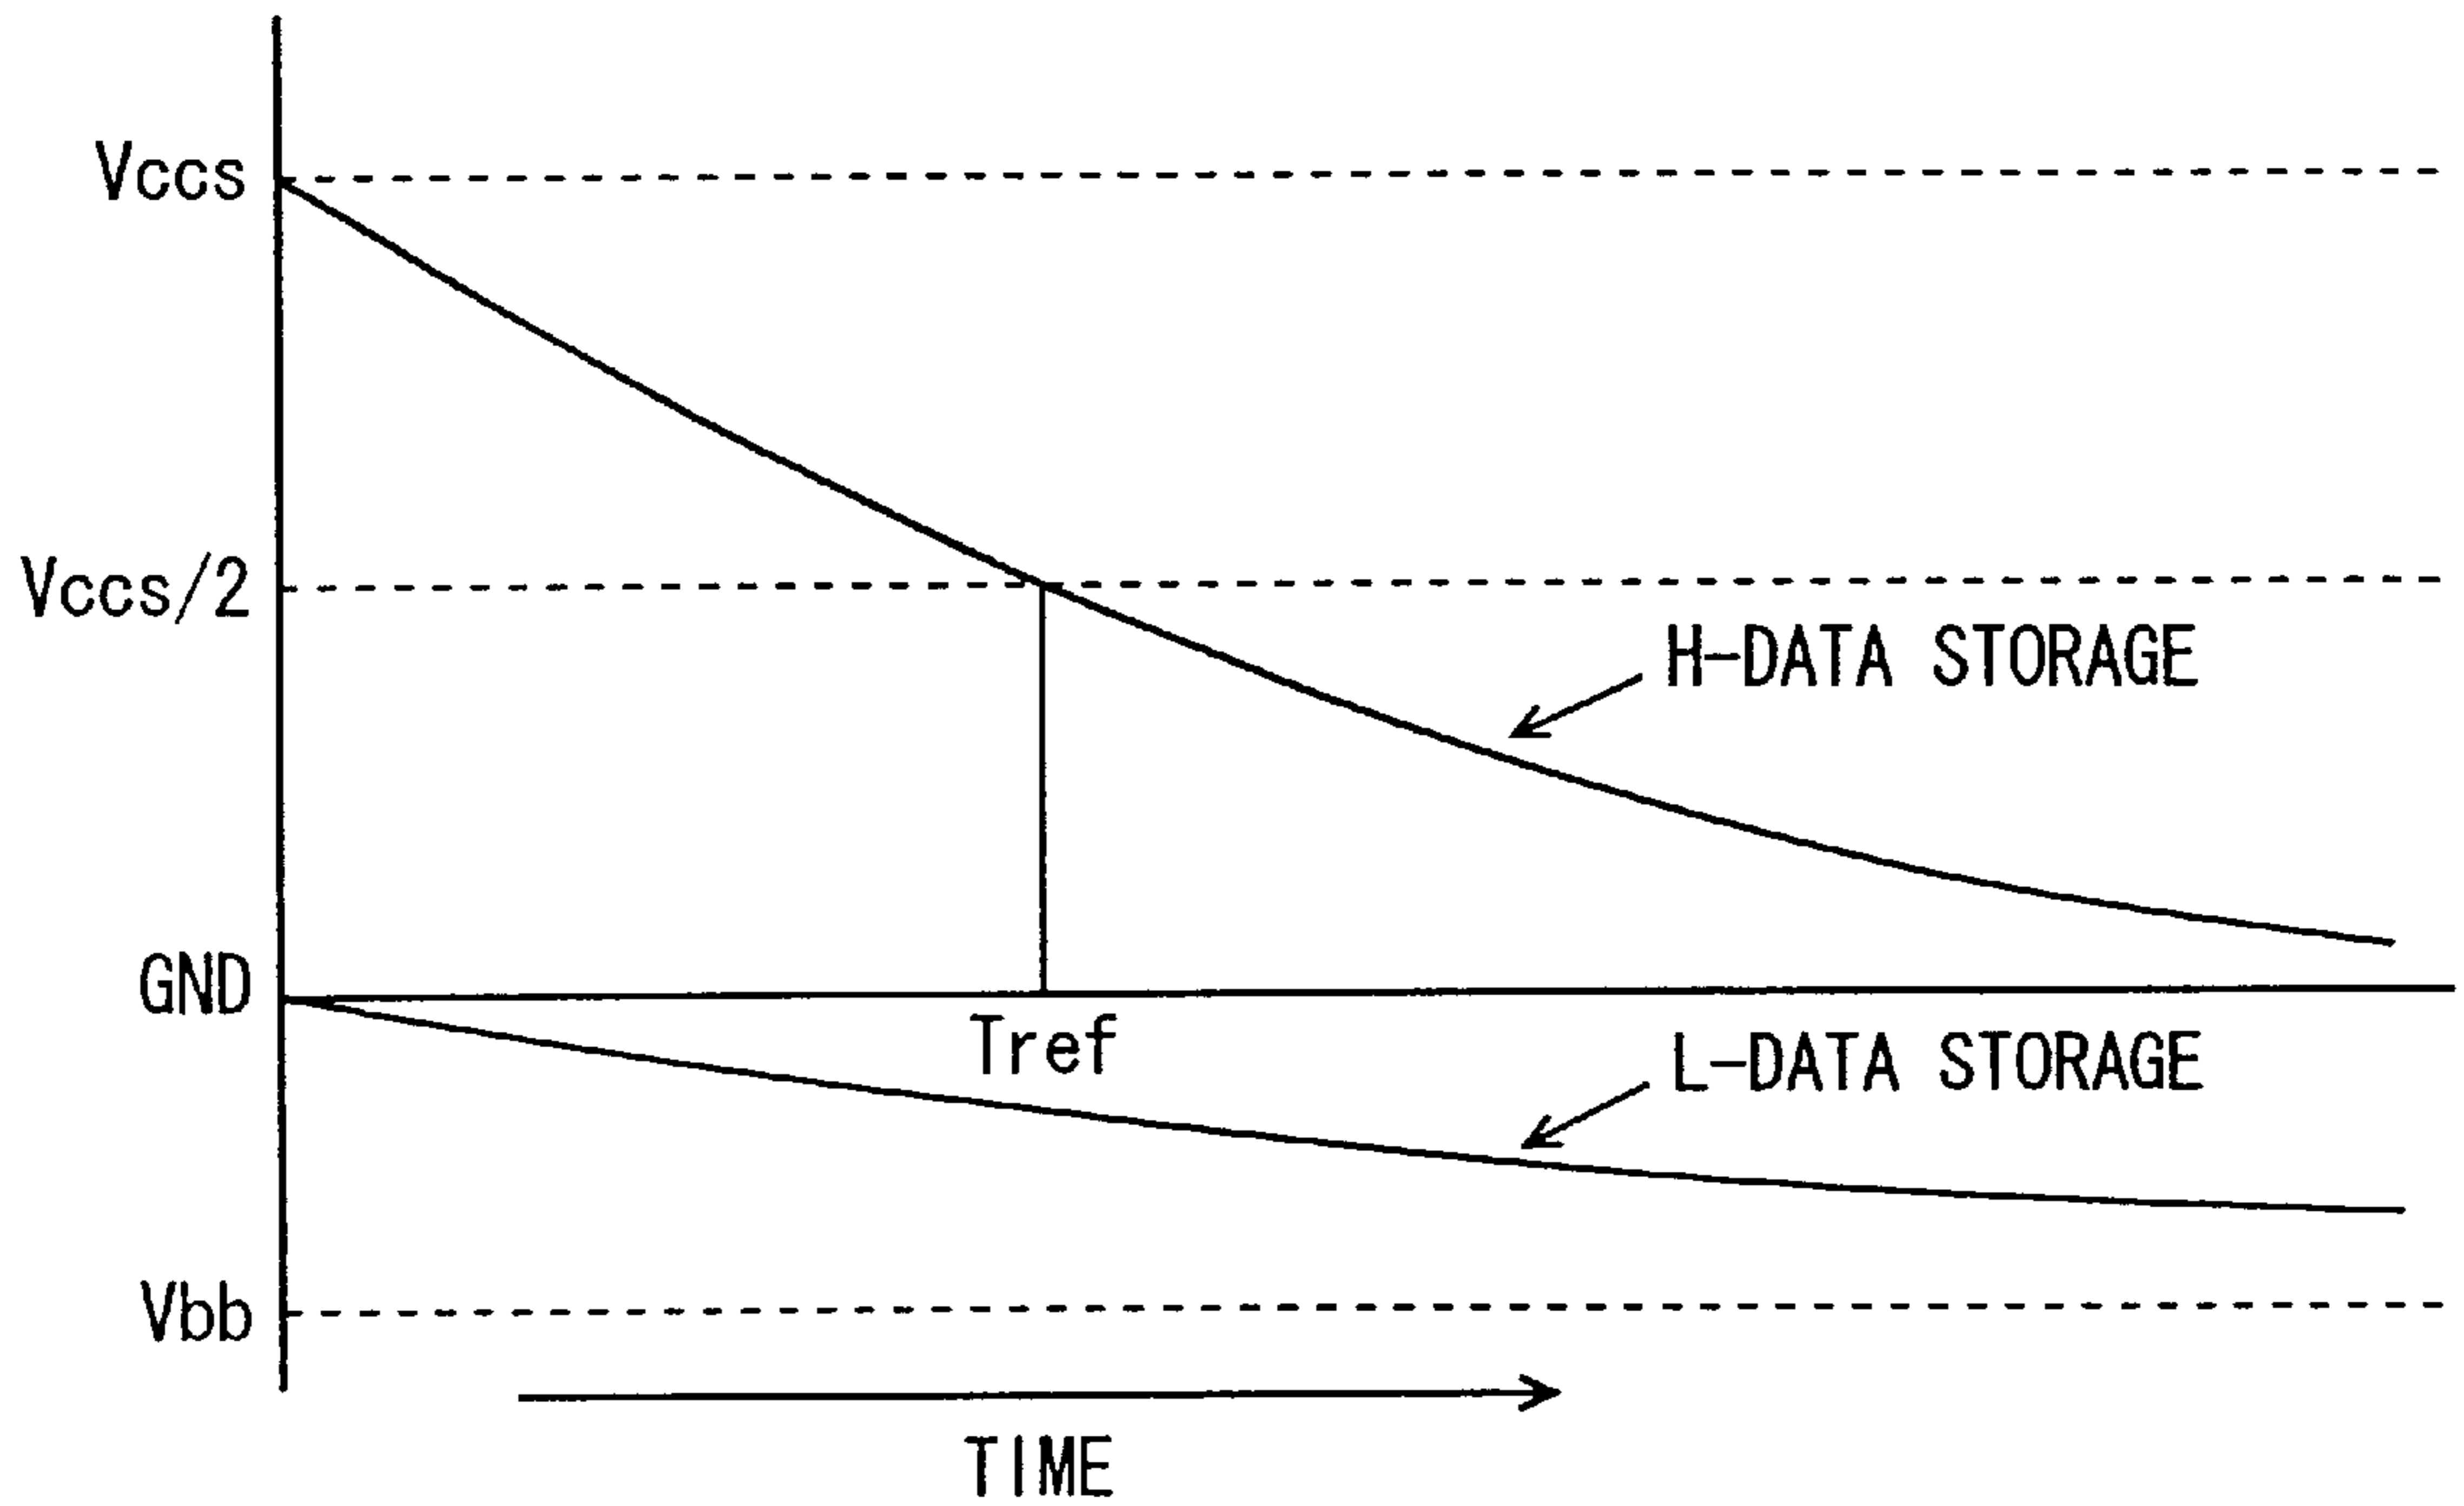 Vccs
Vccs/2
H-DATA STORAGE
GND
Tref
L-DATA STORAGE
Vbb
TIME